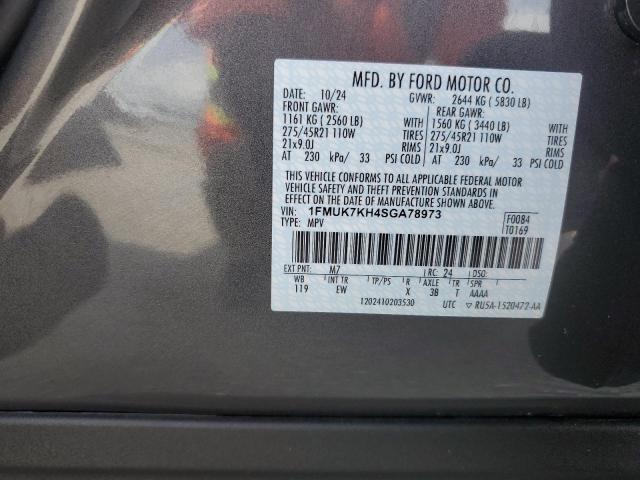 MFD. BY FORD MOTOR CO.
DATE: 10/24 GVWR: 2644 KG ( 5830 LB)
FRONT GAWR: REAR GAWR:
1161 KG ( 2560 LB) WITH 1560 KG ( 3440 LB) WITH
275/45R21 110W TIRES 275/45R21 110W TIRES
21x9.0J RIMS 21x9.0J RIMS
AT 230 kPa/ 33 PSI COLD AT 230 kPa/ 33 PSI COLD
THIS VEHICLE CONFORMS TO ALL APPLICABLE FEDERAL MOTOR
VEHICLE SAFETY AND THEFT PREVENTION STANDARDS IN
EFFECT ON THE DATE OF MANUFACTURE SHOWN ABOVE.
VIN: 1FMUK7KH4SGA78973 F0084
TYPE: MPV T0169
EXT PNT: M7 RC: 24 DSO:
WB INT TR TP/PS R AXLE TR SPR
119 EW X 3B T AAAA
1202410203530 UTC ▽ RU5A-1520472-AA